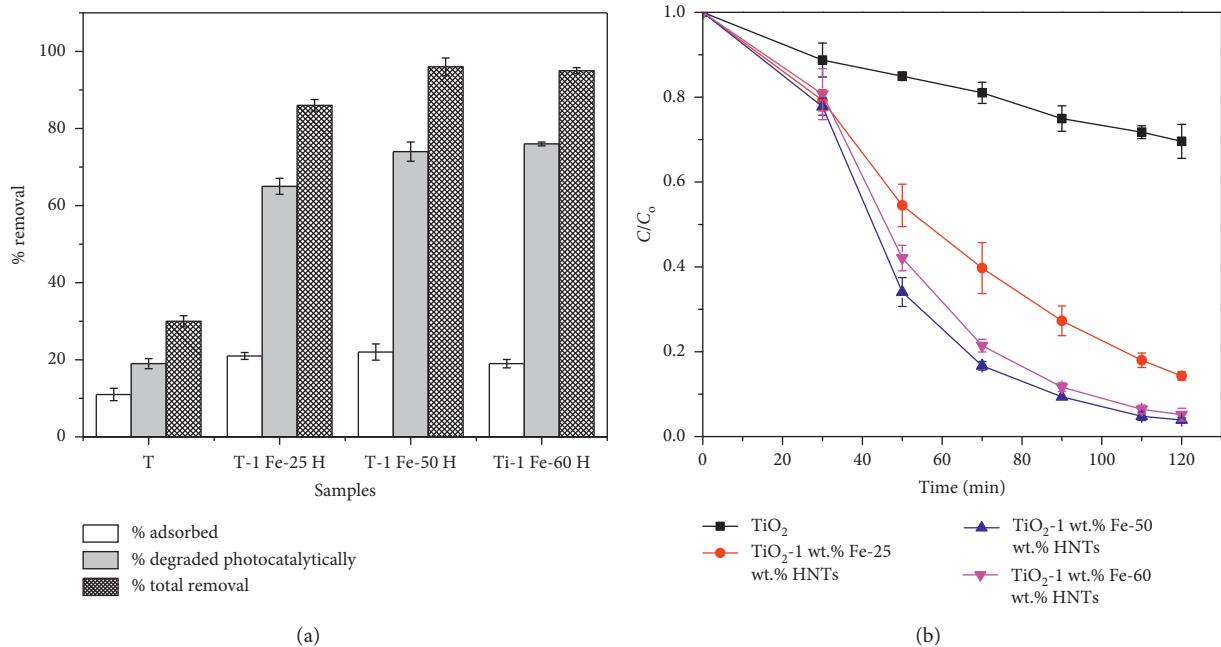 % removal
100
80
60
40
20
0
T
T-1 Fe-25 H
T-1 Fe-50 H
Ti-1 Fe-60 H
Samples
% adsorbed
% degraded photocatalytically
% total removal
(a)
C/Co
1.0
0.8
0.6
0.4
0.2
0.0
0
20
40
60
80
100
120
Time (min)
TiO2
TiO2-1 wt.% Fe-25
wt.% HNTs
TiO2-1 wt.% Fe-50
wt.% HNTs
TiO2-1 wt.% Fe-60
wt.% HNTs
(b)